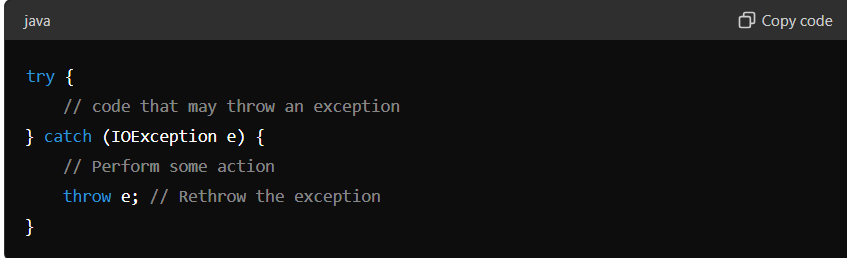 java Copy code
try {
    // code that may throw an exception
} catch (IOException e) {
    // Perform some action
    throw e; // Rethrow the exception
}